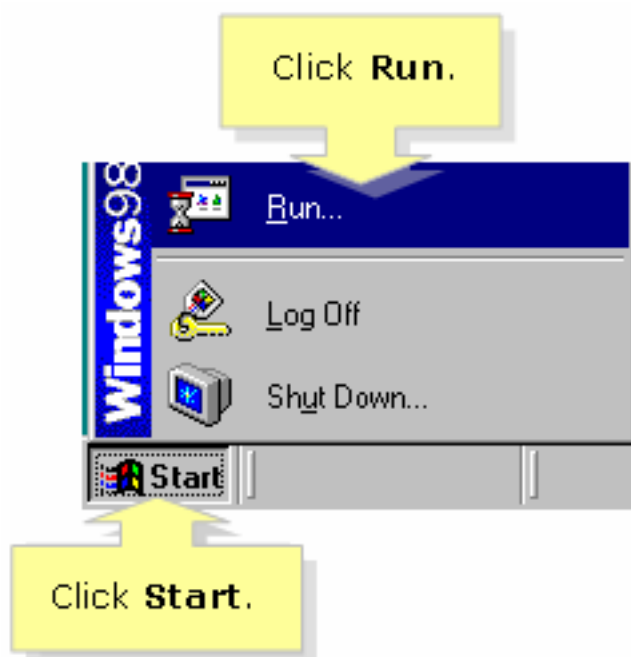 Click Run.
Windows98
Run...
Log Off
Shut Down...
Start
Click Start.